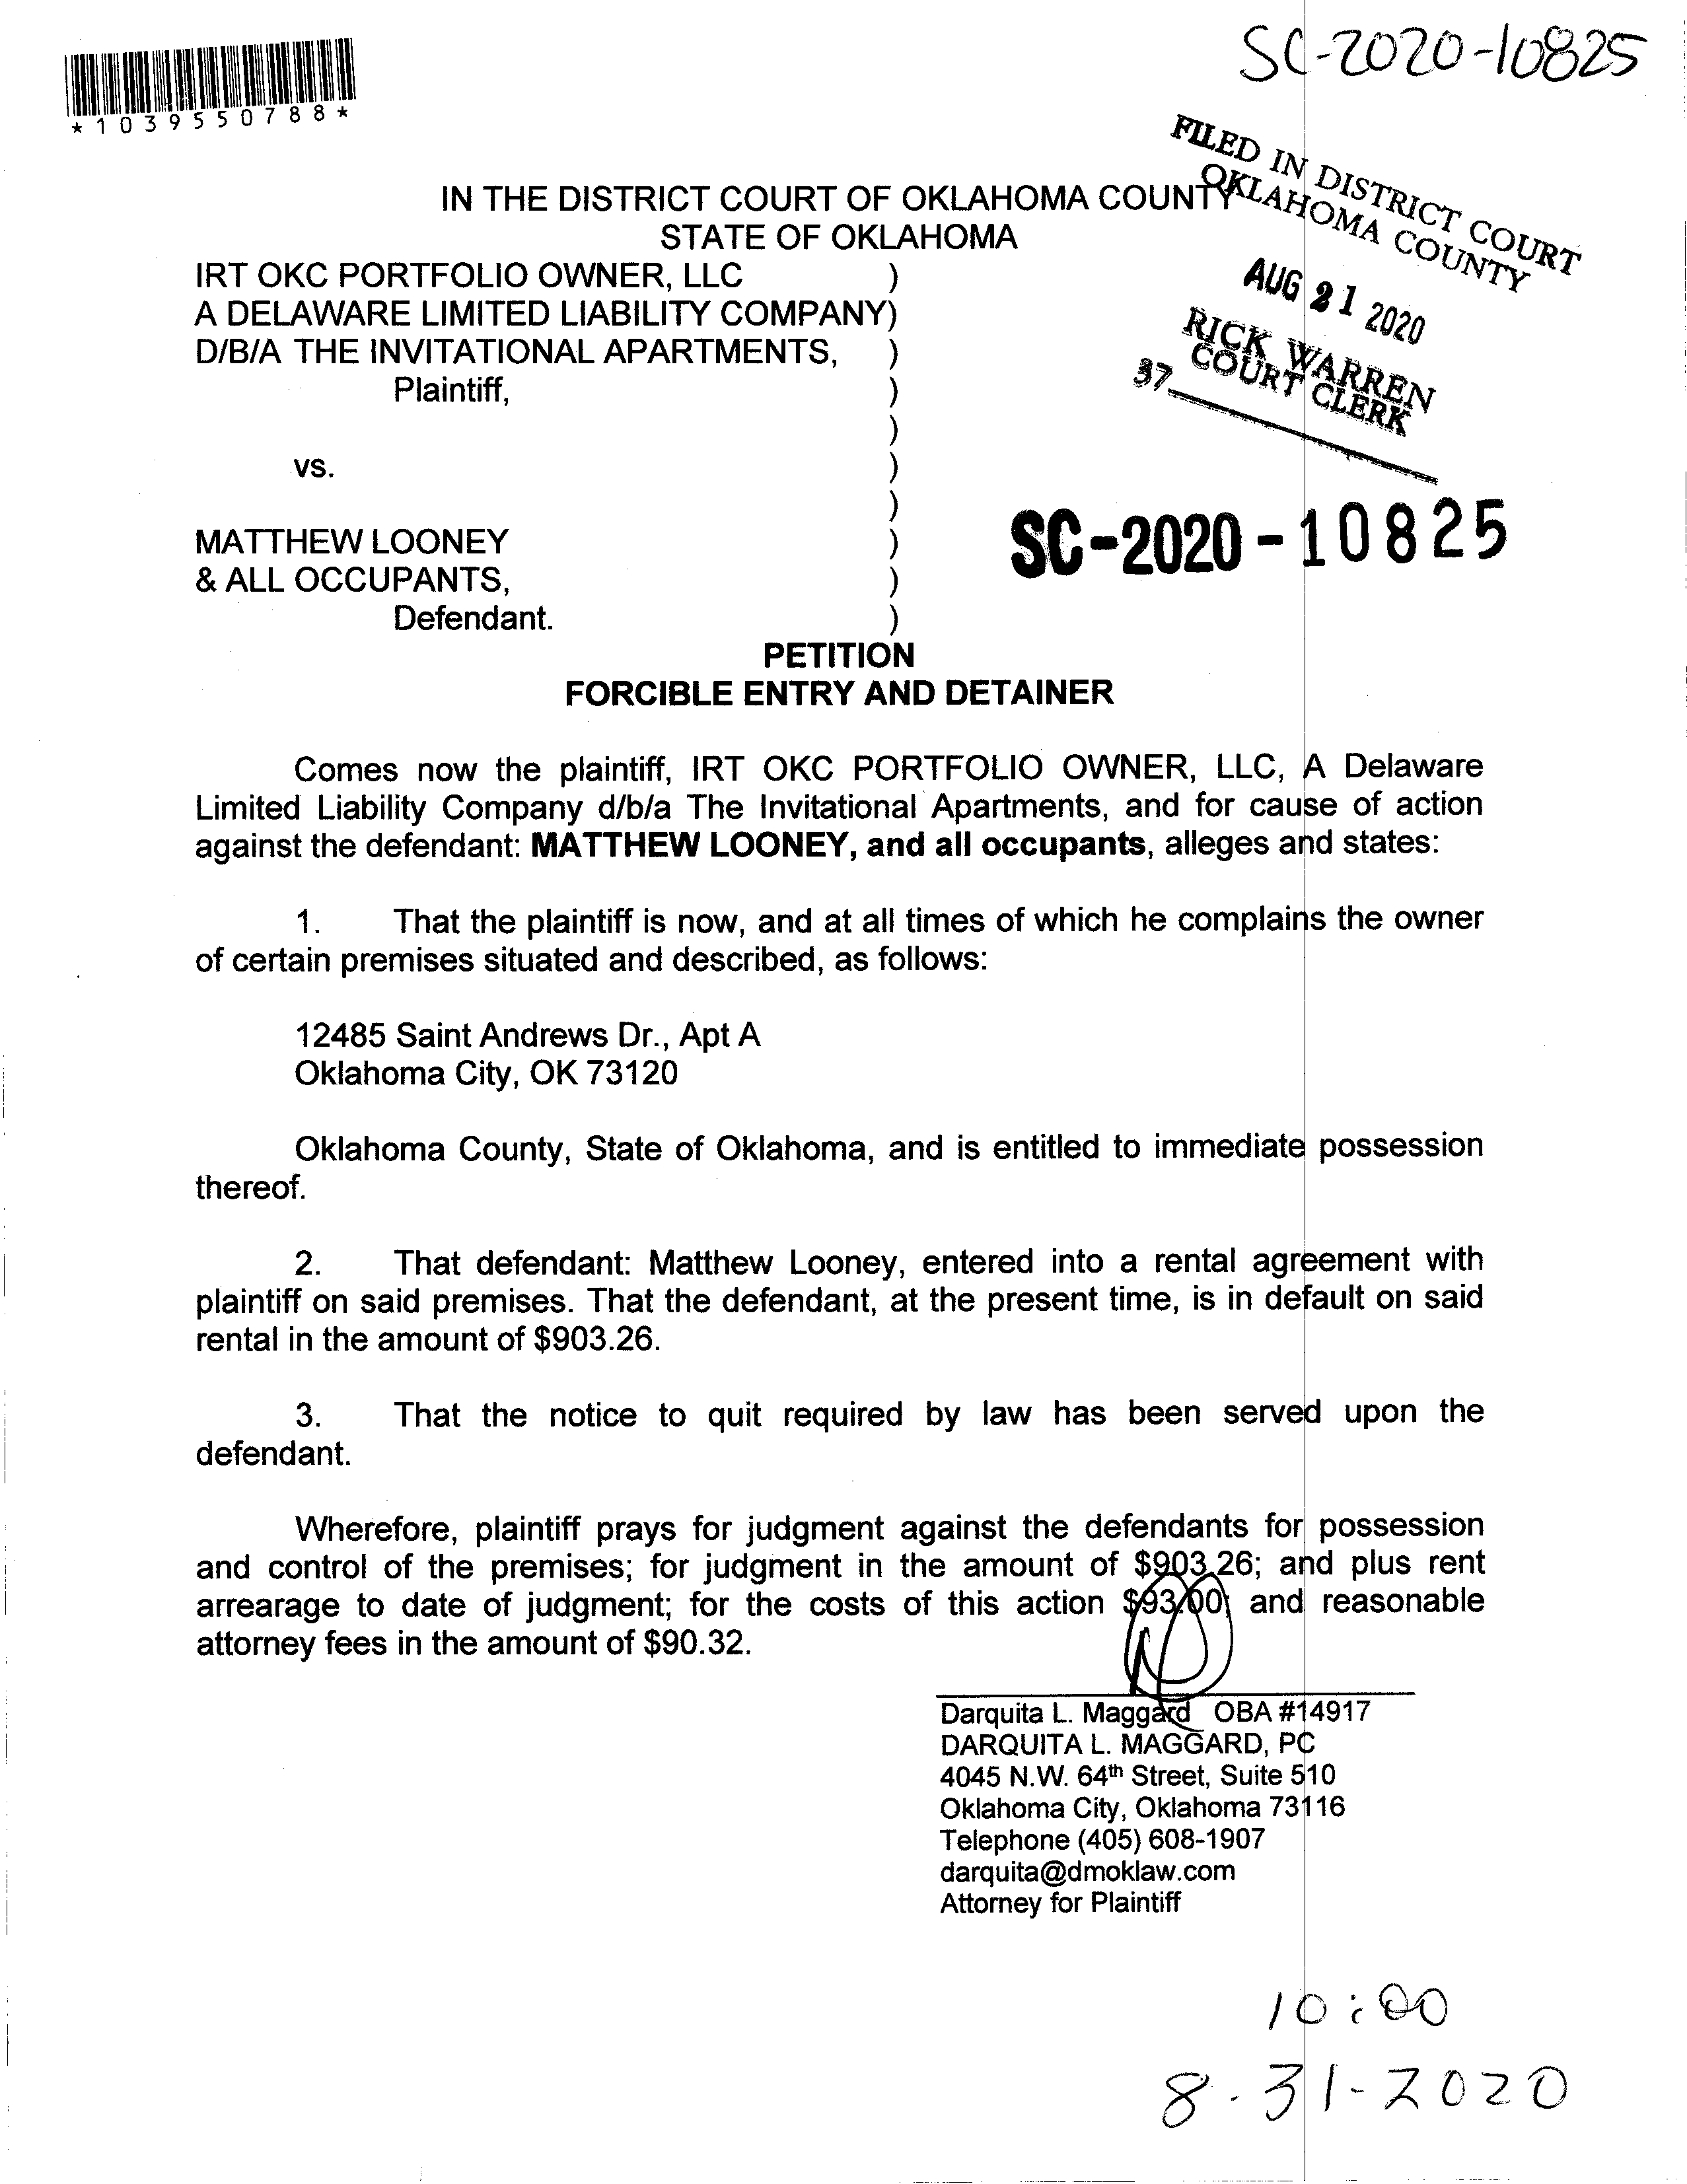 SC-2020-10825
*1039550788*
FILED IN DISTRICT COURT
OKLAHOMA COUNTY
AUG 21 2020
RICK WARREN
COURT CLERK
37
IN THE DISTRICT COURT OF OKLAHOMA COUNTY
STATE OF OKLAHOMA
IRT OKC PORTFOLIO OWNER, LLC )
A DELAWARE LIMITED LIABILITY COMPANY)
D/B/A THE INVITATIONAL APARTMENTS, )
Plaintiff, )
)
vs. )
)
MATTHEW LOONEY )
& ALL OCCUPANTS, )
Defendant. )
SC-2020-10825
PETITION
FORCIBLE ENTRY AND DETAINER
Comes now the plaintiff, IRT OKC PORTFOLIO OWNER, LLC, A Delaware
Limited Liability Company d/b/a The Invitational Apartments, and for cause of action
against the defendant: MATTHEW LOONEY, and all occupants, alleges and states:
1. That the plaintiff is now, and at all times of which he complains the owner
of certain premises situated and described, as follows:
12485 Saint Andrews Dr., Apt A
Oklahoma City, OK 73120
Oklahoma County, State of Oklahoma, and is entitled to immediate possession
thereof.
2. That defendant: Matthew Looney, entered into a rental agreement with
plaintiff on said premises. That the defendant, at the present time, is in default on said
rental in the amount of $903.26.
3. That the notice to quit required by law has been served upon the
defendant.
Wherefore, plaintiff prays for judgment against the defendants for possession
and control of the premises; for judgment in the amount of $903.26; and plus rent
arrearage to date of judgment; for the costs of this action $93.00; and reasonable
attorney fees in the amount of $90.32.
Darquita L. Maggard OBA #14917
DARQUITA L. MAGGARD, PC
4045 N.W. 64th Street, Suite 510
Oklahoma City, Oklahoma 73116
Telephone (405) 608-1907
darquita@dmoklaw.com
Attorney for Plaintiff
10:00
8-31-2020